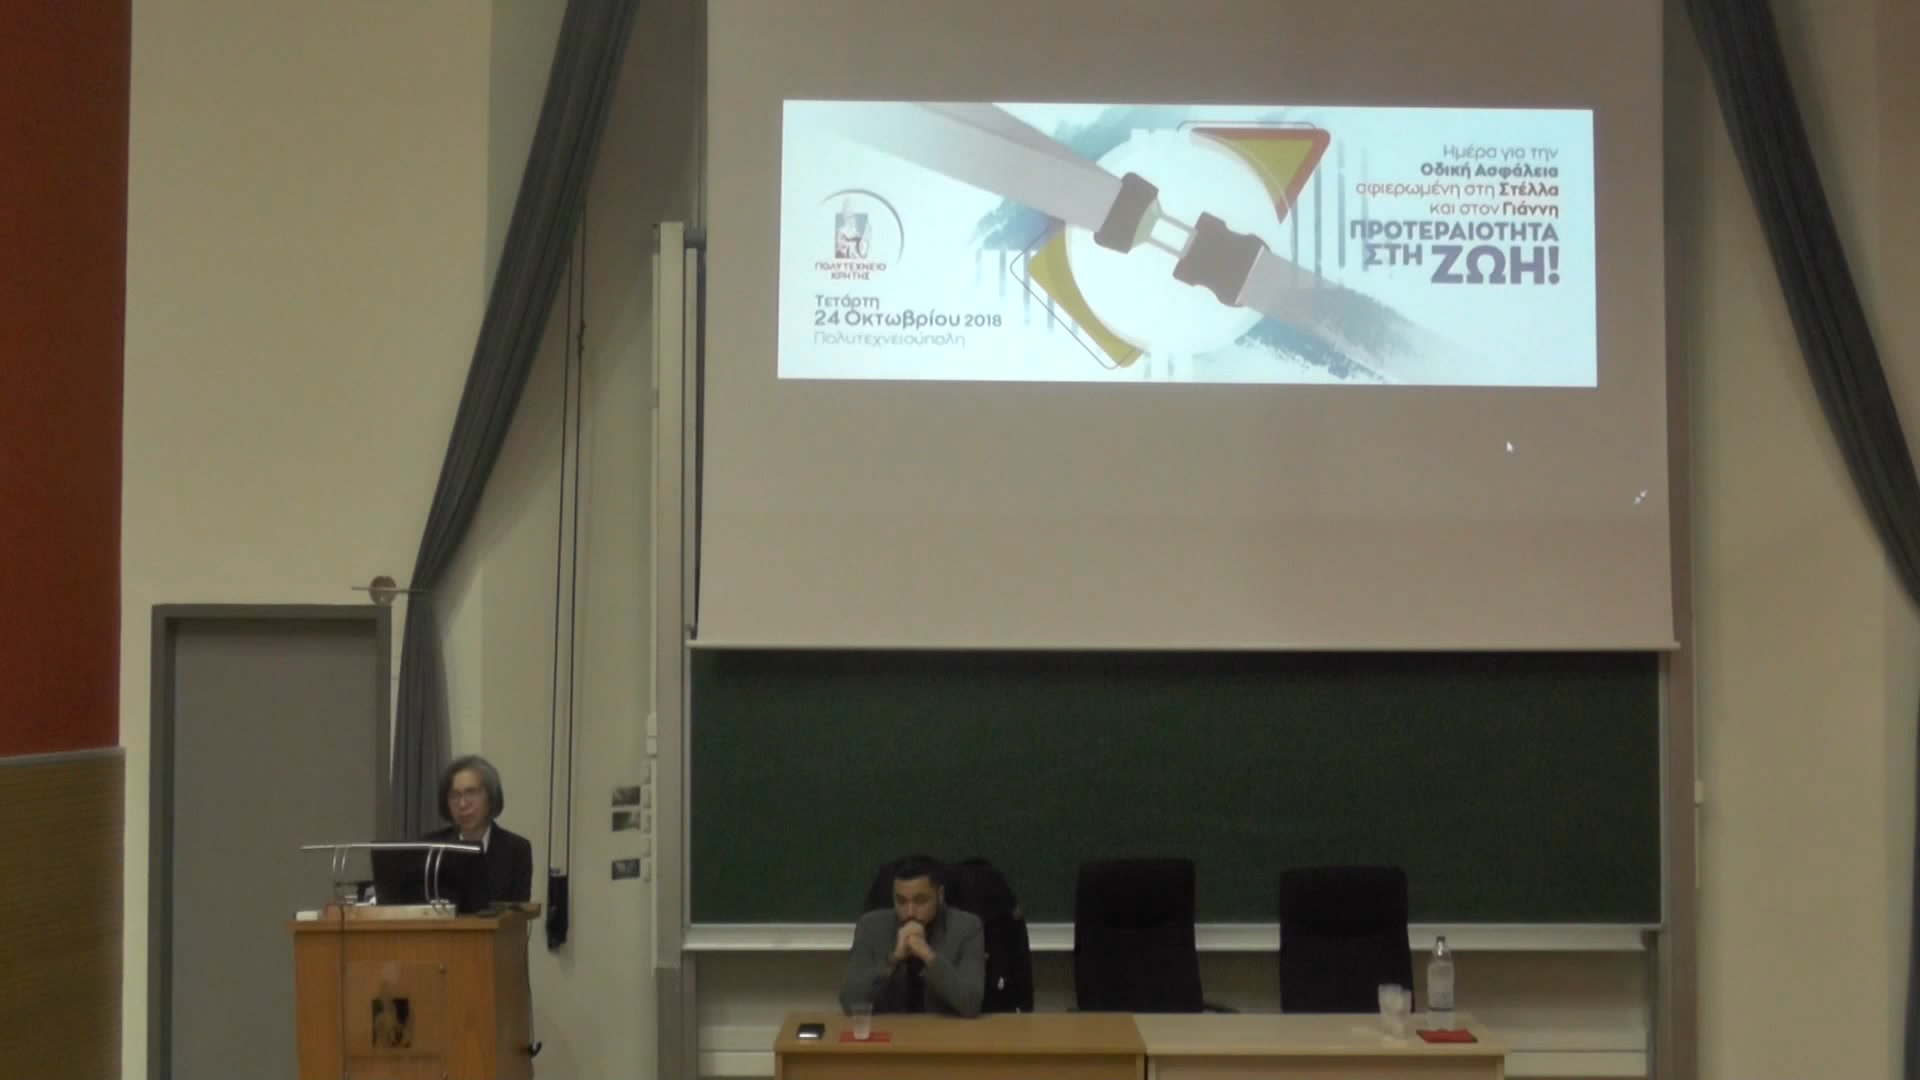 Ημέρα για την
Οδική Ασφάλεια
αφιερωμένη στη Στέλλα
και στον Γιάννη
ΠΡΟΤΕΡΑΙΟΤΗΤΑ
ΣΤΗ ΖΩΗ!
ΠΟΛΥΤΕΧΝΕΙΟ
ΚΡΗΤΗΣ
Τετάρτη
24 Οκτωβρίου 2018
Πολυτεχνειούπολη